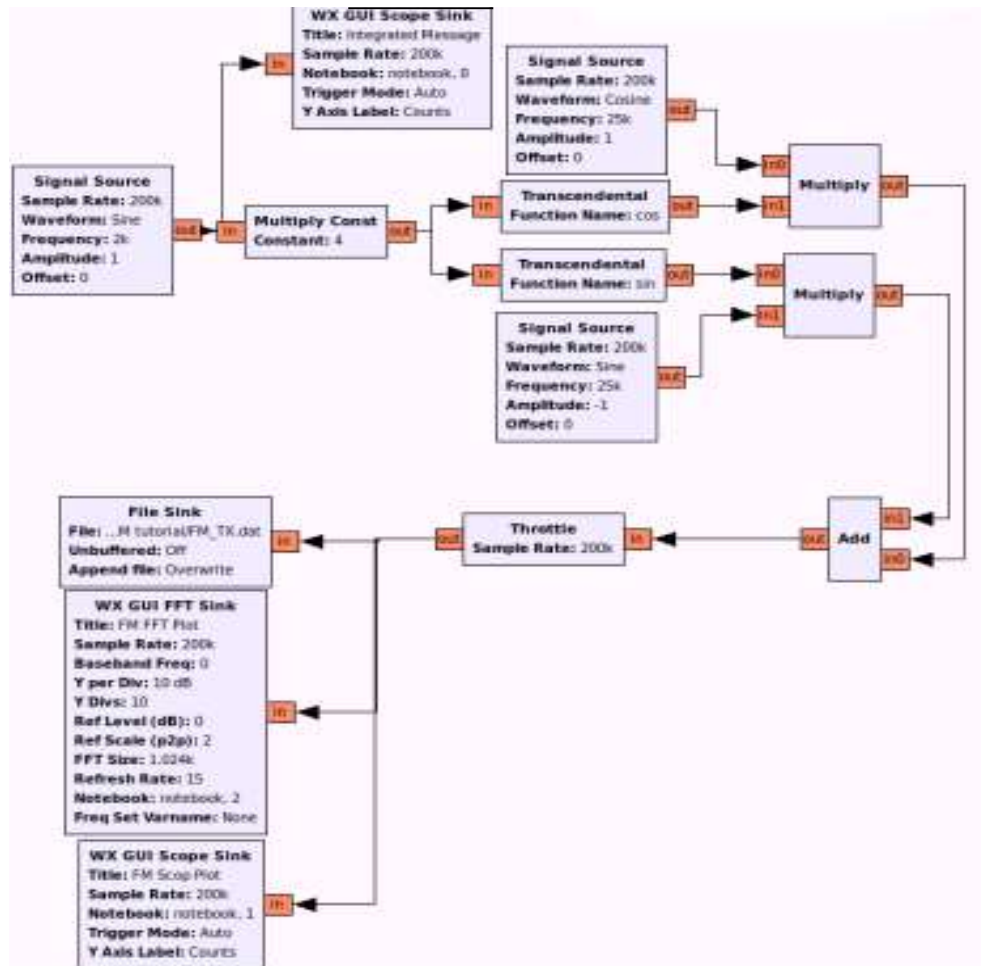 WX GUI Scope Sink
Title: Integrated Message
Sample Rate: 200k
Notebook: notebook, 0
Trigger Mode: Auto
Y Axis Label: Counts
in
Signal Source
Sample Rate: 200k
Waveform: Cosine
Frequency: 25k
Amplitude: 1
Offset: 0
out
Signal Source
Sample Rate: 200k
Waveform: Sine
Frequency: 2k
Amplitude: 1
Offset: 0
out
in
Multiply Const
Constant: 4
out
in
Transcendental
Function Name: cos
out
in
Transcendental
Function Name: sin
out
in0
in1
Multiply
out
in0
in1
Multiply
out
Signal Source
Sample Rate: 200k
Waveform: Sine
Frequency: 25k
Amplitude: -1
Offset: 0
out
File Sink
File: ...M tutorial/FM_TX.dat
Unbuffered: Off
Append file: Overwrite
in
out
Throttle
Sample Rate: 200k
in
out
Add
in1
in0
WX GUI FFT Sink
Title: FM FFT Plot
Sample Rate: 200k
Baseband Freq: 0
Y per Div: 10 dB
Y Divs: 10
Ref Level (dB): 0
Ref Scale (p2p): 2
FFT Size: 1.024k
Refresh Rate: 15
Notebook: notebook, 2
Freq Set Varname: None
in
WX GUI Scope Sink
Title: FM Scop Plot
Sample Rate: 200k
Notebook: notebook, 1
Trigger Mode: Auto
Y Axis Label: Counts
in